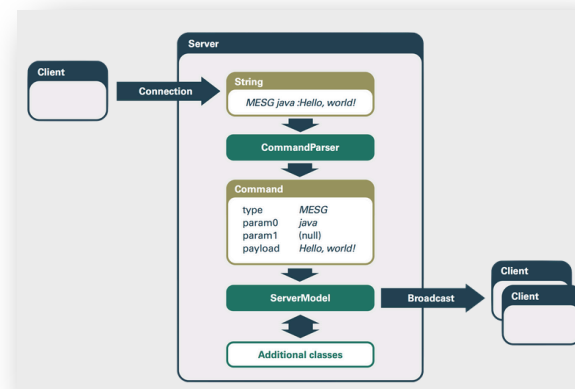 Server
Client
Connection
String
MESG java :Hello, world!
CommandParser
Command
type MESG
param0 java
param1 (null)
payload Hello, world!
ServerModel
Broadcast
Client
Client
Additional classes